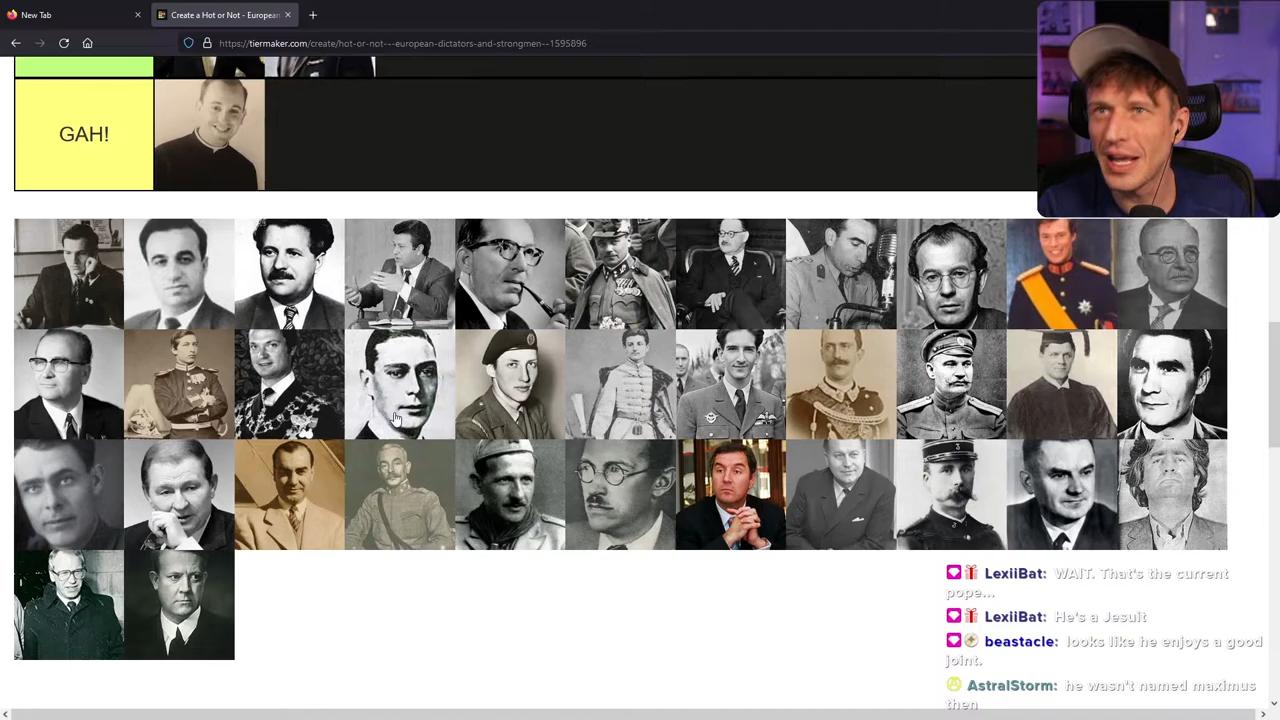 New Tab
Create a Hot or Not - European
https://tiermaker.com/create/hot-or-not---european-dictators-and-strongmen--1595896
GAH!
LexiiBat: WAIT. That's the current
pope...
LexiiBat: He's a Jesuit
beastacle: looks like he enjoys a good
joint.
AstralStorm: he wasn't named maximus
then